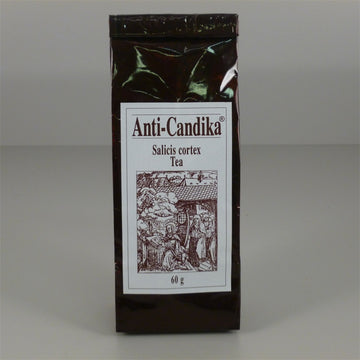 Anti-Candika®
Salicis cortex
Tea
60 g